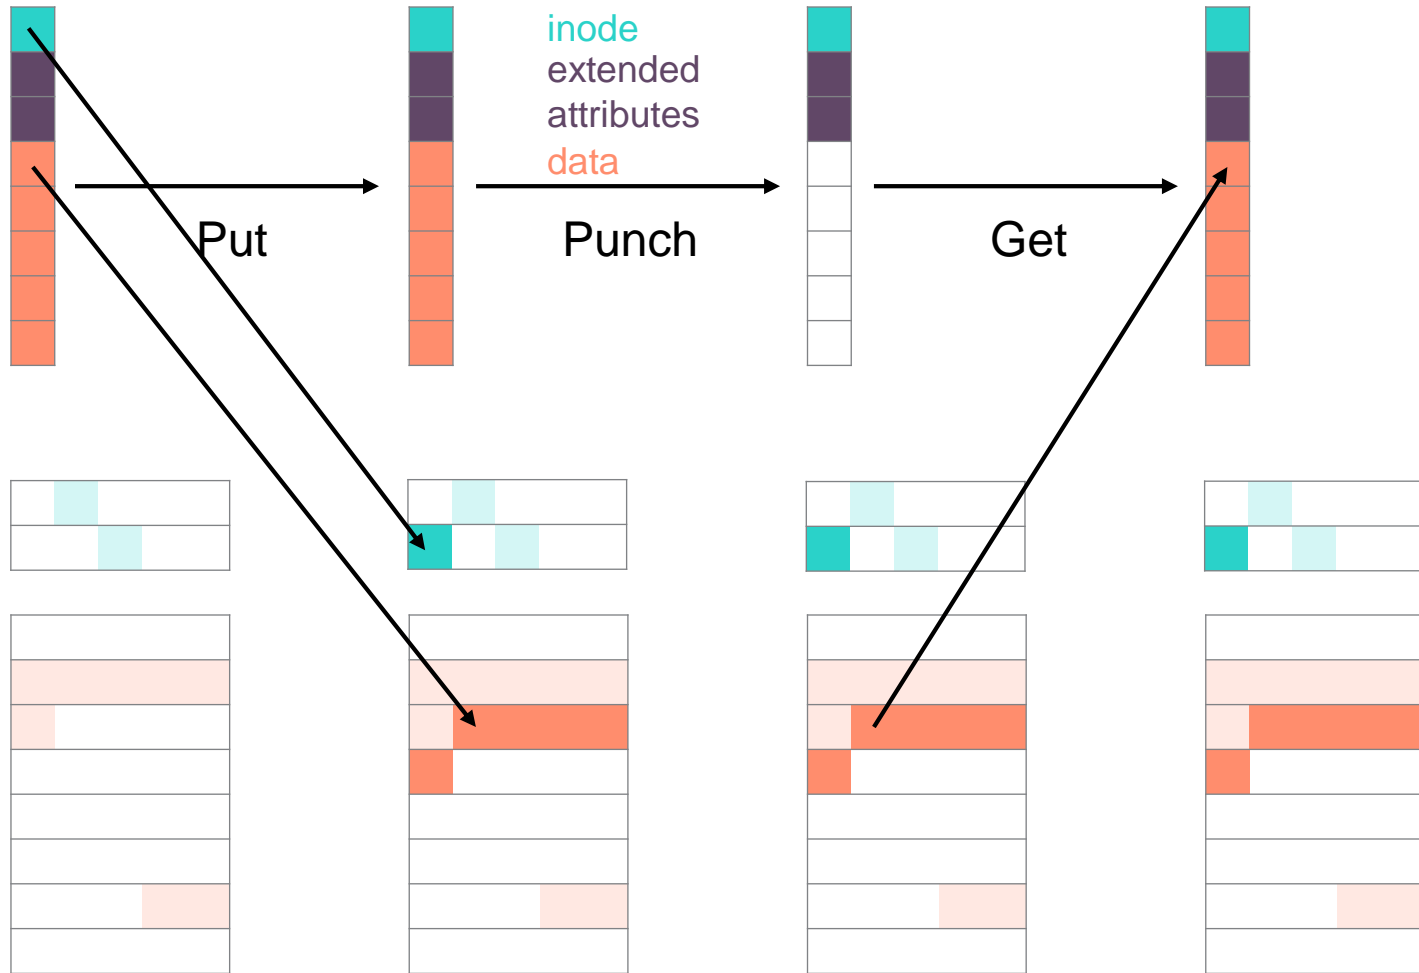 inode
extended
attributes
data
Put
Punch
Get